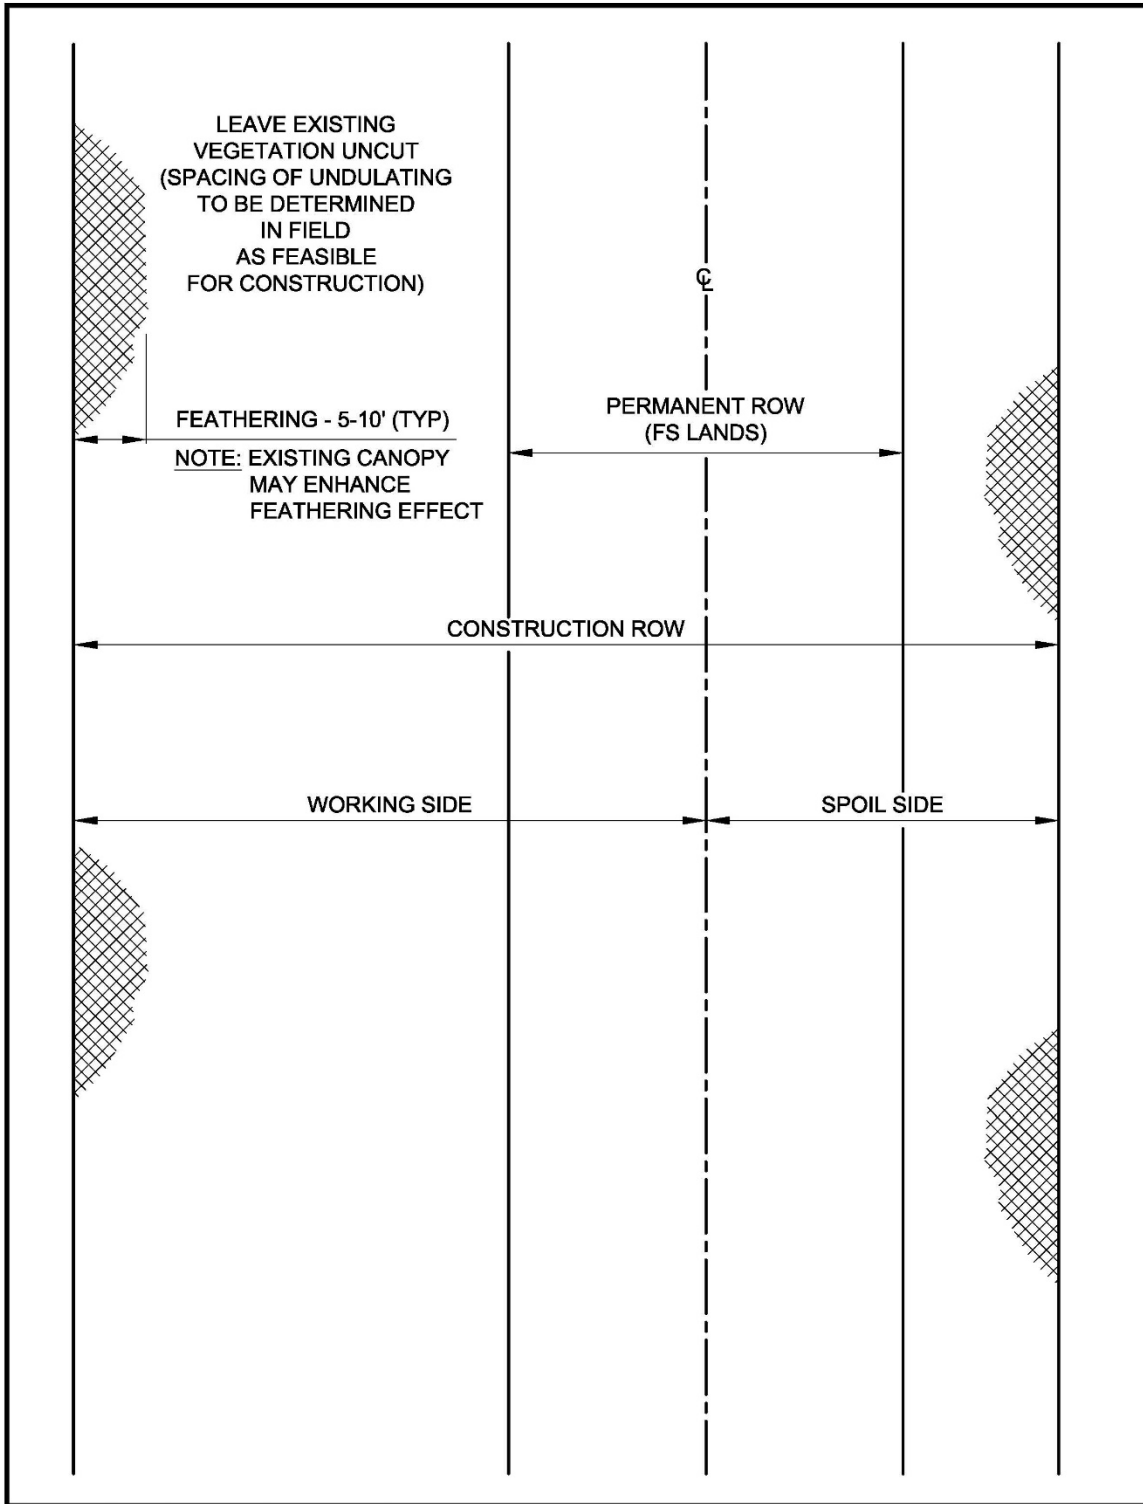 LEAVE EXISTING
VEGETATION UNCUT
(SPACING OF UNDULATING
TO BE DETERMINED
IN FIELD
AS FEASIBLE
FOR CONSTRUCTION)
℄
FEATHERING - 5-10' (TYP)
NOTE: EXISTING CANOPY
MAY ENHANCE
FEATHERING EFFECT
PERMANENT ROW
(FS LANDS)
CONSTRUCTION ROW
WORKING SIDE
SPOIL SIDE